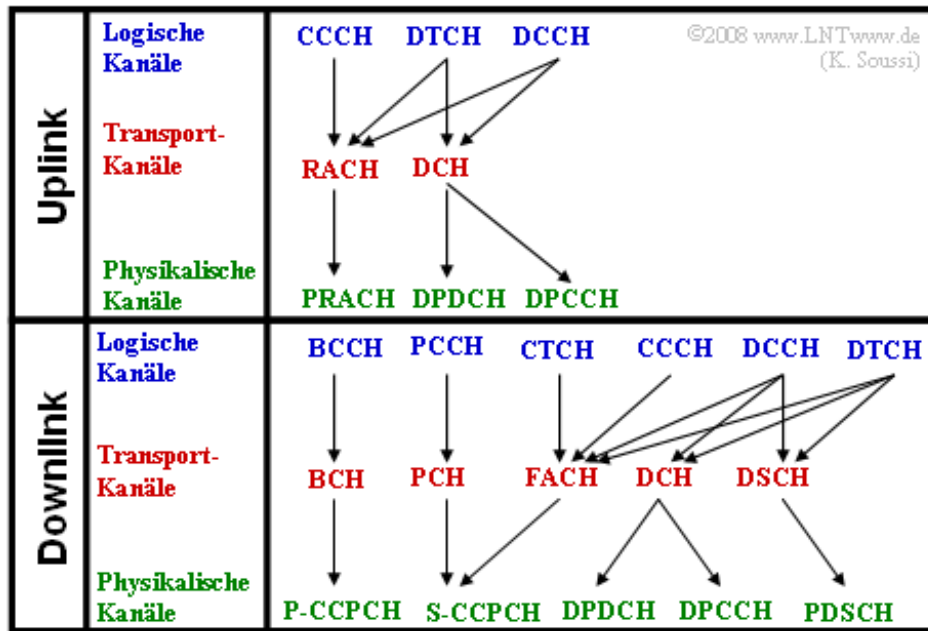 Uplink
Logische
Kanäle
CCCH DTCH DCCH
©2008 www.LNTwww.de
(K. Soussi)
Transport-
Kanäle
RACH DCH
Physikalische
Kanäle
PRACH DPDCH DPCCH
Downlink
Logische
Kanäle
BCCH PCCH CTCH CCCH DCCH DTCH
Transport-
Kanäle
BCH PCH FACH DCH DSCH
Physikalische
Kanäle
P-CCPCH S-CCPCH DPDCH DPCCH PDSCH